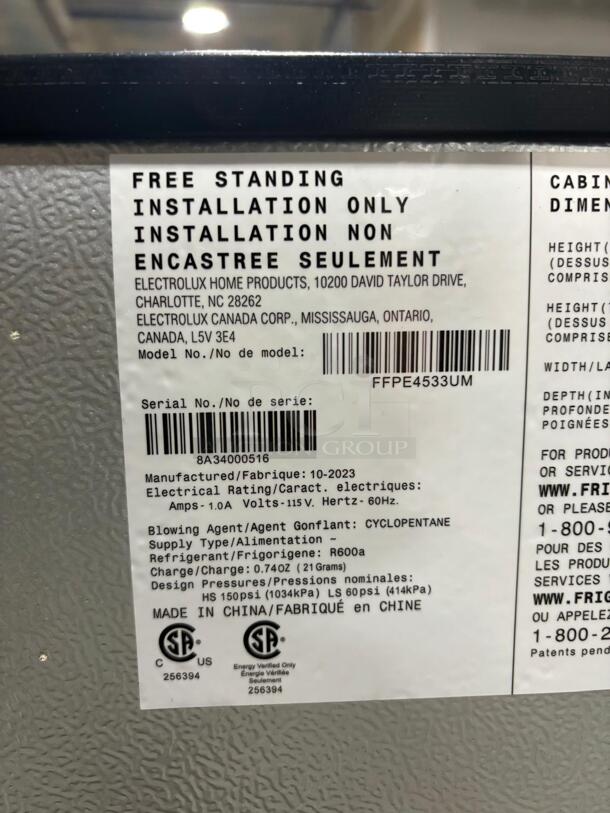 FREE STANDING
INSTALLATION ONLY
INSTALLATION NON
ENCASTREE SEULEMENT
ELECTROLUX HOME PRODUCTS, 10200 DAVID TAYLOR DRIVE,
CHARLOTTE, NC 28262
ELECTROLUX CANADA CORP., MISSISSAUGA, ONTARIO,
CANADA, L5V 3E4
Model No./No de model:
FFPE4533UM
Serial No./No de serie:
8A34000516
GROUP
Manufactured/Fabrique: 10-2023
Electrical Rating/Caract. electriques:
Amps - 1.0A Volts-115 V. Hertz- 60Hz.
Blowing Agent/Agent Gonflant: CYCLOPENTANE
Supply Type/Alimentation ~
Refrigerant/Frigorigene: R600a
Charge/Charge: 0.74OZ (21Grams)
Design Pressures/Pressions nominales:
HS 150psi (1034kPa) LS 60psi (414kPa)
MADE IN CHINA/FABRIQUÉ en CHINE
C SA US
256394
SA
Energy Verified Only
Énergie Vérifiée
Seulement
256394
CABIN
DIMEN
HEIGHT(
(DESSUS
COMPRIS
HEIGHT(
(DESSUS
COMPRISE
WIDTH/LA
DEPTH(IN
PROFONDE
POIGNÉES
FOR PRODU
OR SERVIC
WWW.FRI
OR PLEASE
1-800-
POUR DES
LES PRODU
SERVICES
WWW.FRIG
OU APPELEZ
1-800-2
Patents pend